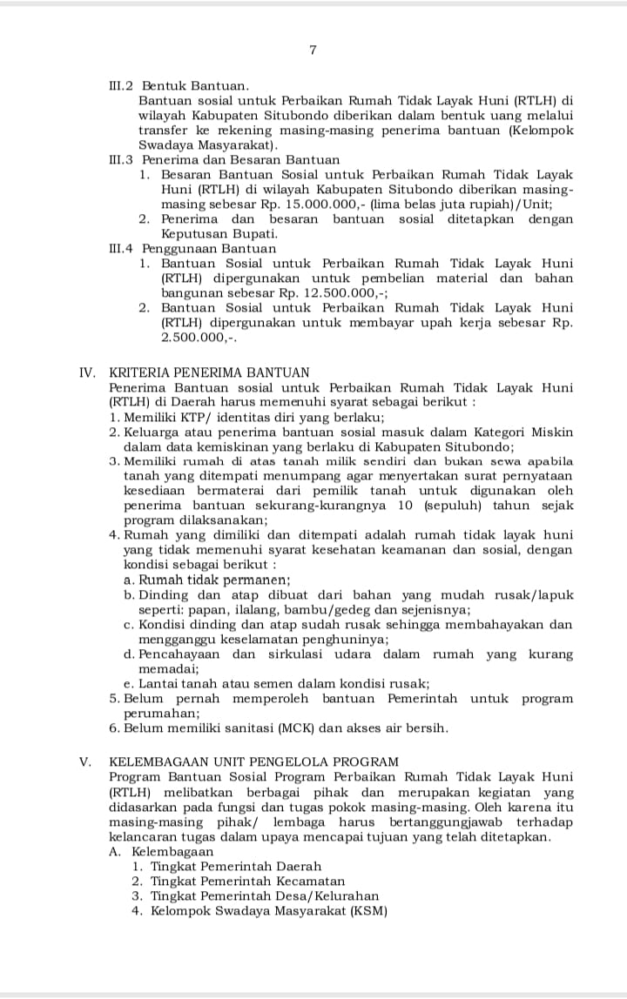 7
III.2 Bentuk Bantuan.
Bantuan sosial untuk Perbaikan Rumah Tidak Layak Huni (RTLH) di
wilayah Kabupaten Situbondo diberikan dalam bentuk uang melalui
transfer ke rekening masing-masing penerima bantuan (Kelompok
Swadaya Masyarakat).
III.3 Penerima dan Besaran Bantuan
1. Besaran Bantuan Sosial untuk Perbaikan Rumah Tidak Layak
Huni (RTLH) di wilayah Kabupaten Situbondo diberikan masing-
masing sebesar Rp. 15.000.000,- (lima belas juta rupiah)/Unit;
2. Penerima dan besaran bantuan sosial ditetapkan dengan
Keputusan Bupati.
III.4 Penggunaan Bantuan
1. Bantuan Sosial untuk Perbaikan Rumah Tidak Layak Huni
(RTLH) dipergunakan untuk pembelian material dan bahan
bangunan sebesar Rp. 12.500.000,-;
2. Bantuan Sosial untuk Perbaikan Rumah Tidak Layak Huni
(RTLH) dipergunakan untuk membayar upah kerja sebesar Rp.
2.500.000,-.
IV. KRITERIA PENERIMA BANTUAN
Penerima Bantuan sosial untuk Perbaikan Rumah Tidak Layak Huni
(RTLH) di Daerah harus memenuhi syarat sebagai berikut :
1. Memiliki KTP/ identitas diri yang berlaku;
2. Keluarga atau penerima bantuan sosial masuk dalam Kategori Miskin
dalam data kemiskinan yang berlaku di Kabupaten Situbondo;
3. Memiliki rumah di atas tanah milik sendiri dan bukan sewa apabila
tanah yang ditempati menumpang agar menyertakan surat pernyataan
kesediaan bermaterai dari pemilik tanah untuk digunakan oleh
penerima bantuan sekurang-kurangnya 10 (sepuluh) tahun sejak
program dilaksanakan;
4. Rumah yang dimiliki dan ditempati adalah rumah tidak layak huni
yang tidak memenuhi syarat kesehatan keamanan dan sosial, dengan
kondisi sebagai berikut :
a. Rumah tidak permanen;
b. Dinding dan atap dibuat dari bahan yang mudah rusak/lapuk
seperti: papan, ilalang, bambu/gedeg dan sejenisnya;
c. Kondisi dinding dan atap sudah rusak sehingga membahayakan dan
mengganggu keselamatan penghuninya;
d. Pencahayaan dan sirkulasi udara dalam rumah yang kurang
memadai;
e. Lantai tanah atau semen dalam kondisi rusak;
5. Belum pernah memperoleh bantuan Pemerintah untuk program
perumahan;
6. Belum memiliki sanitasi (MCK) dan akses air bersih.
V. KELEMBAGAAN UNIT PENGELOLA PROGRAM
Program Bantuan Sosial Program Perbaikan Rumah Tidak Layak Huni
(RTLH) melibatkan berbagai pihak dan merupakan kegiatan yang
didasarkan pada fungsi dan tugas pokok masing-masing. Oleh karena itu
masing-masing pihak/ lembaga harus bertanggungjawab terhadap
kelancaran tugas dalam upaya mencapai tujuan yang telah ditetapkan.
A. Kelembagaan
1. Tingkat Pemerintah Daerah
2. Tingkat Pemerintah Kecamatan
3. Tingkat Pemerintah Desa/Kelurahan
4. Kelompok Swadaya Masyarakat (KSM)